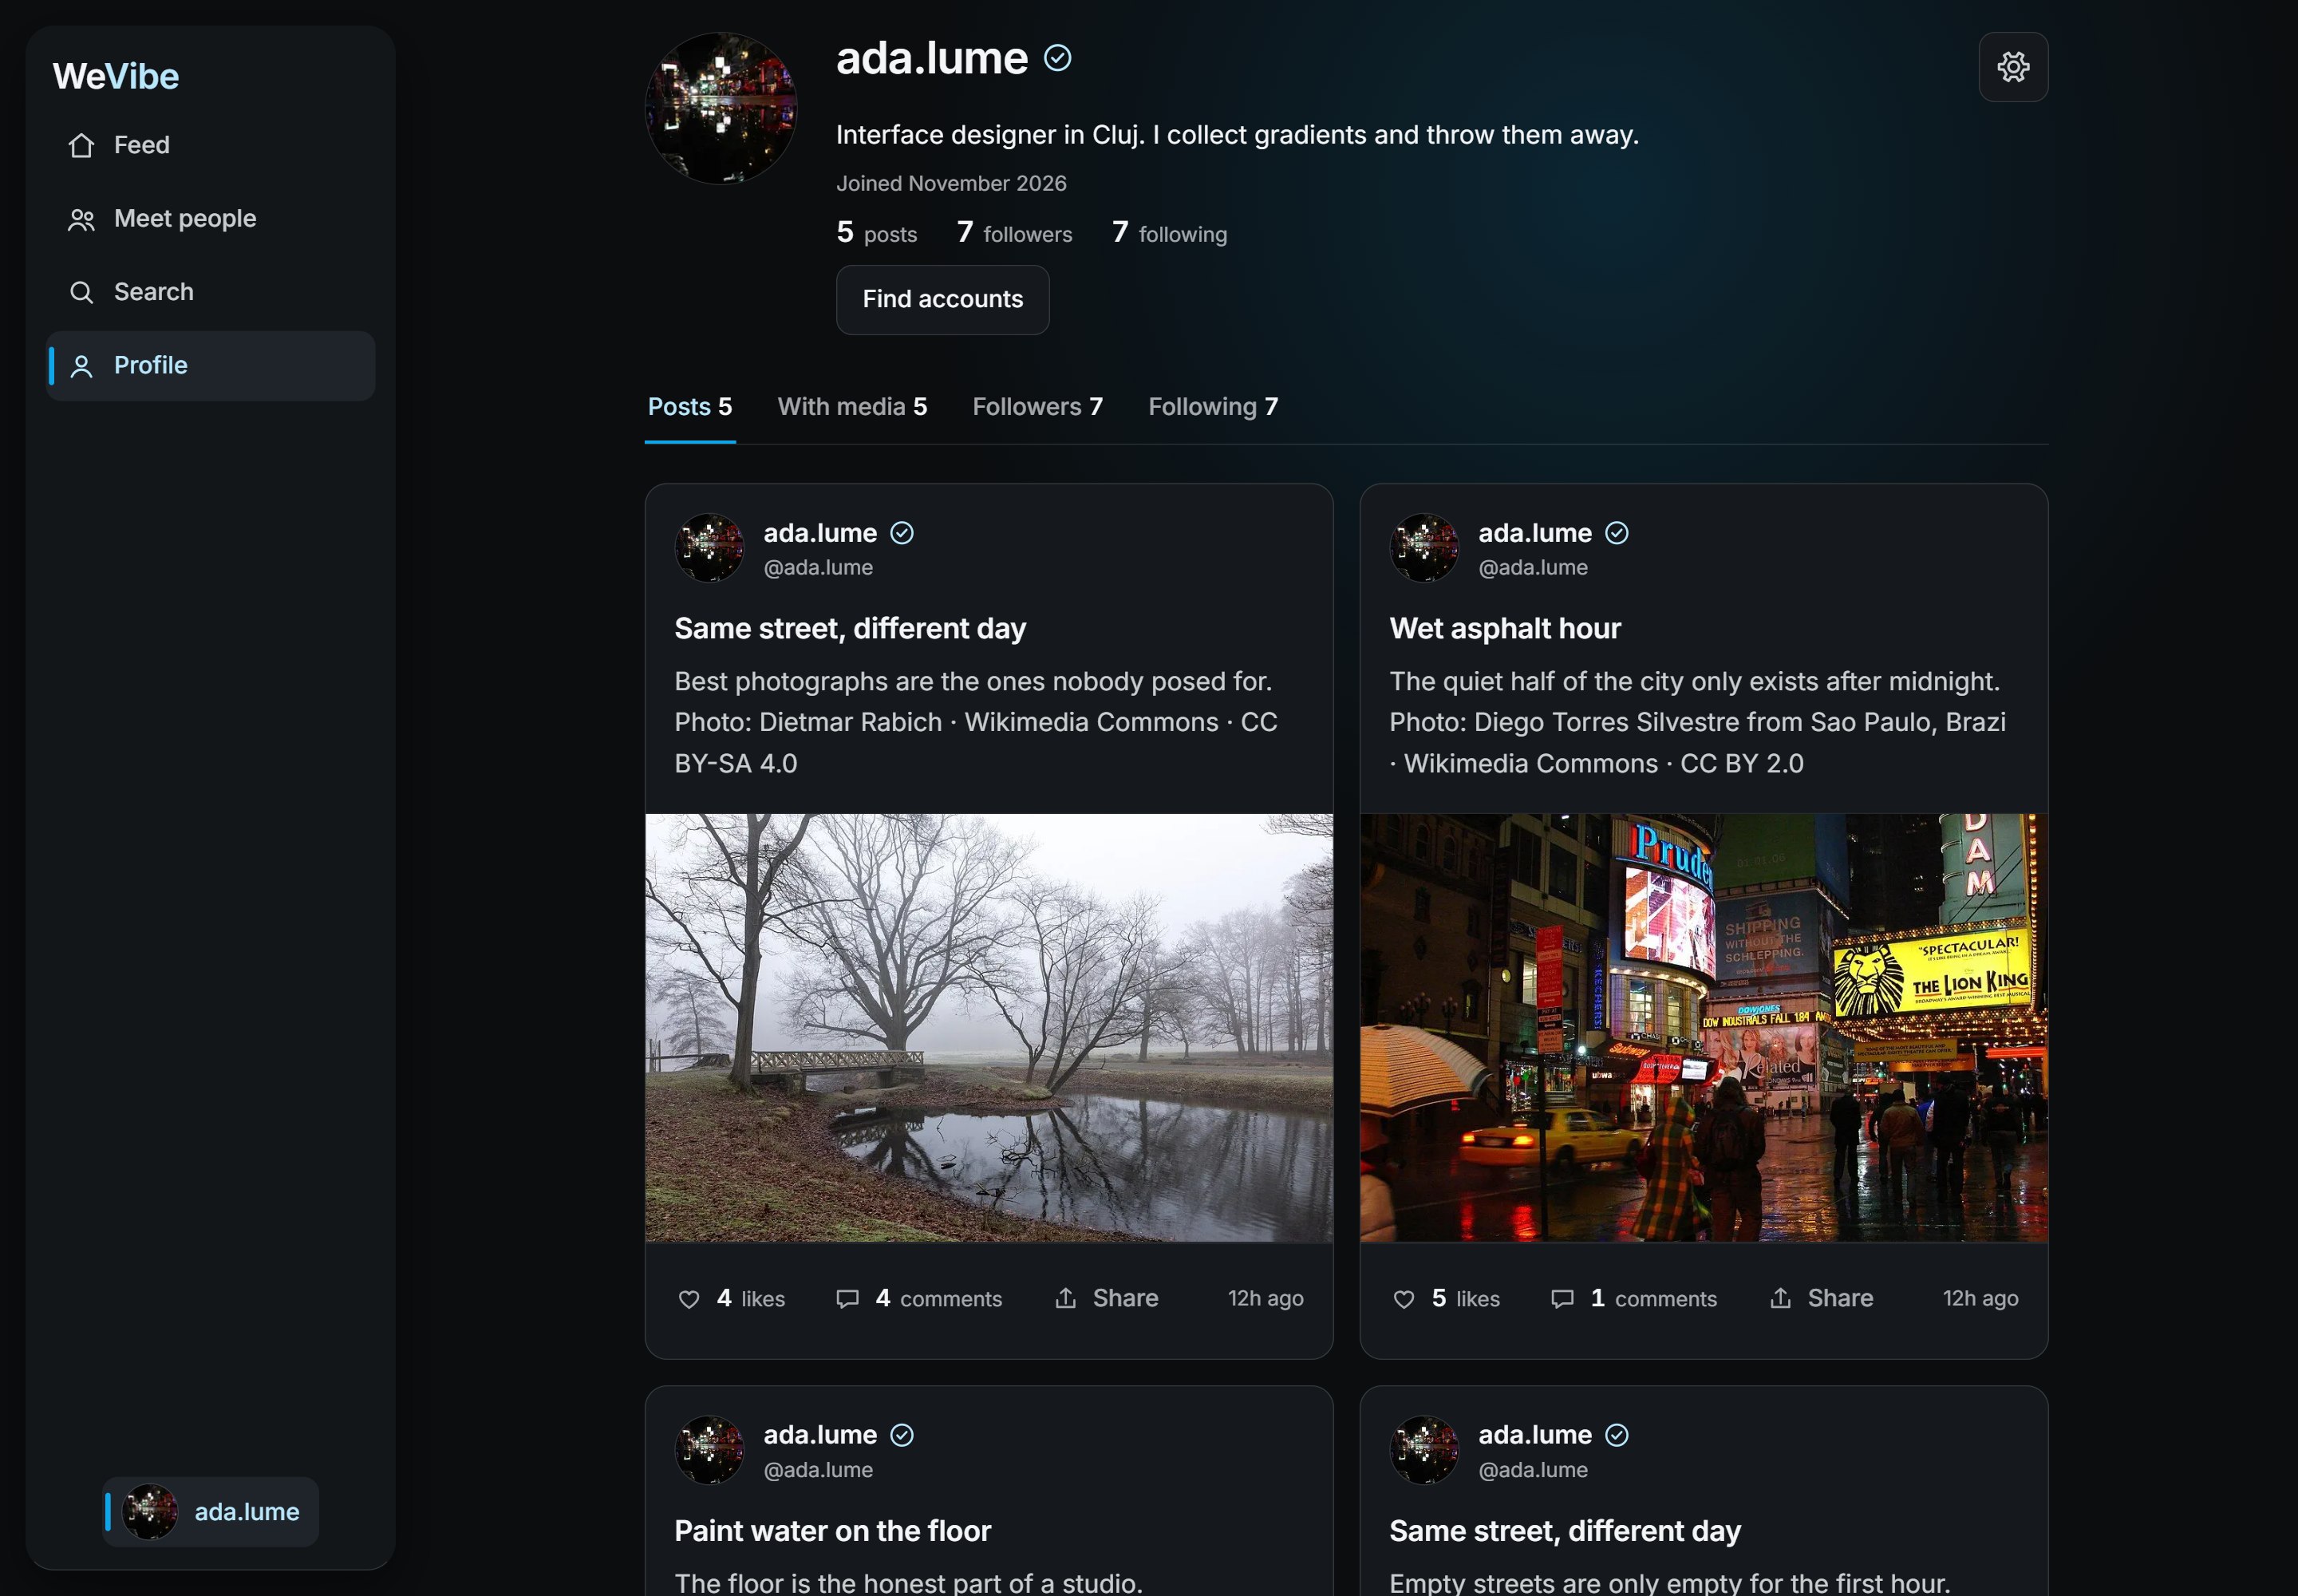 WeVibe
Feed
Meet people
Search
Profile
ada.lume
ada.lume
Interface designer in Cluj. I collect gradients and throw them away.
Joined November 2026
5 posts 7 followers 7 following
Find accounts
Posts 5 With media 5 Followers 7 Following 7
ada.lume
@ada.lume
Same street, different day
Best photographs are the ones nobody posed for.
Photo: Dietmar Rabich · Wikimedia Commons · CC
BY-SA 4.0
4 likes 4 comments Share 12h ago
ada.lume
@ada.lume
Wet asphalt hour
The quiet half of the city only exists after midnight.
Photo: Diego Torres Silvestre from Sao Paulo, Brazi
· Wikimedia Commons · CC BY 2.0
Prude
DAM
SHIPPING
WITHOUT THE
SCHLEPPING.
"SPECTACULAR!
THE LION KING
DOWJONES
DOW INDUSTRIALS FALL 184
Subway
elated
5 likes 1 comments Share 12h ago
ada.lume
@ada.lume
Paint water on the floor
The floor is the honest part of a studio.
ada.lume
@ada.lume
Same street, different day
Empty streets are only empty for the first hour.